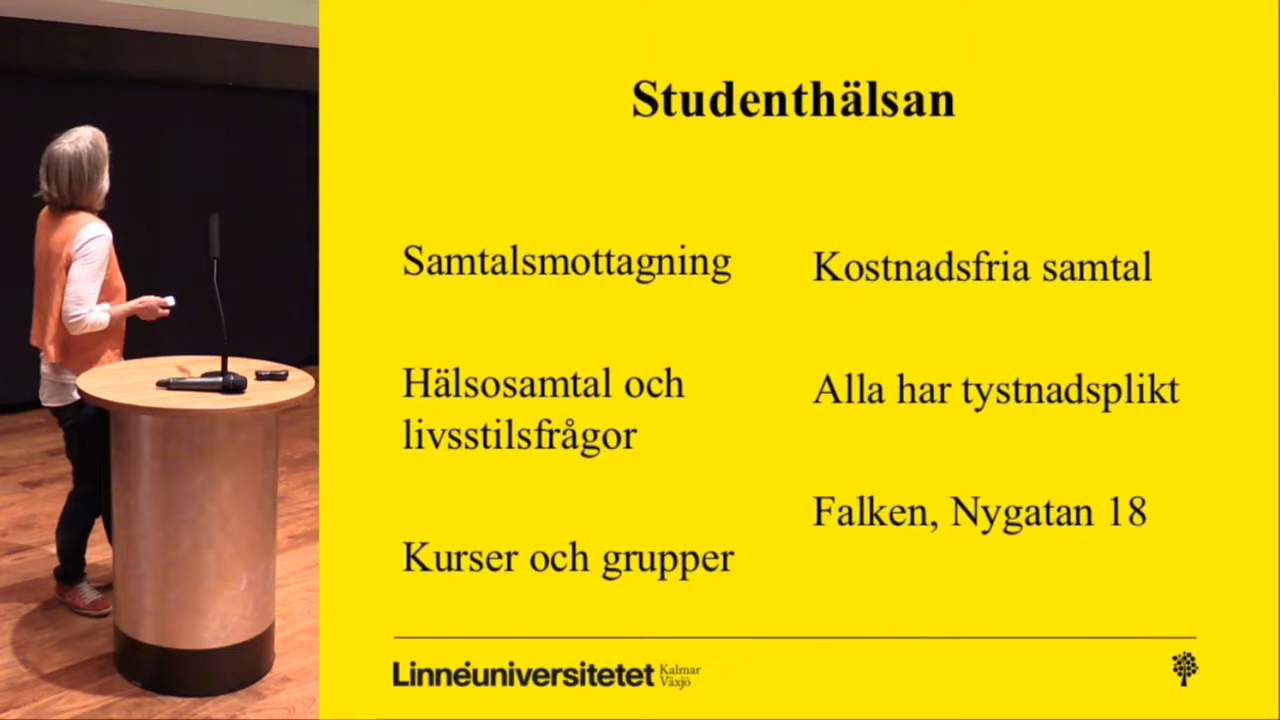 Studenthälsan
Samtalsmottagning
Hälsosamtal och
livsstilsfrågor
Kurser och grupper
Kostnadsfria samtal
Alla har tystnadsplikt
Falken, Nygatan 18
Linnéuniversitetet
Kalmar
Växjö